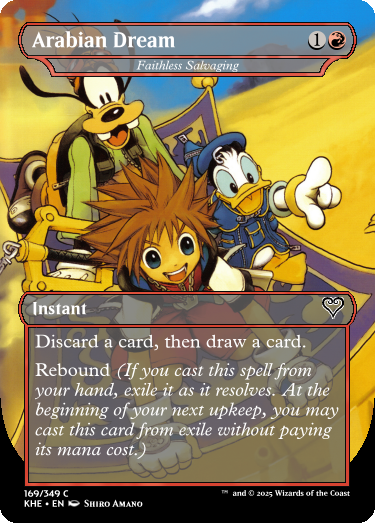 Arabian Dream 1
Faithless Salvaging
Instant
Discard a card, then draw a card.
Rebound (If you cast this spell from
your hand, exile it as it resolves. At the
beginning of your next upkeep, you may
cast this card from exile without paying
its mana cost.)
169/349 C
KHE • EN Shiro Amano
™ and © 2025 Wizards of the Coast